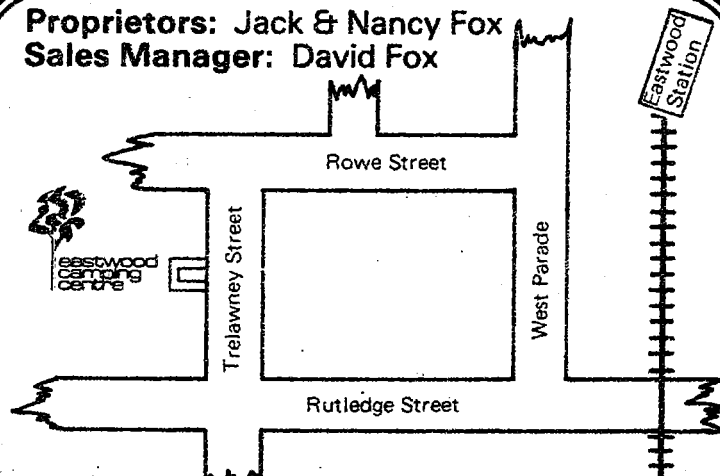 Proprietors: Jack & Nancy Fox
Sales Manager: David Fox
Eastwood
Station
Rowe Street
Trelawney Street
West Parade
eastwood
camping
centre
Rutledge Street